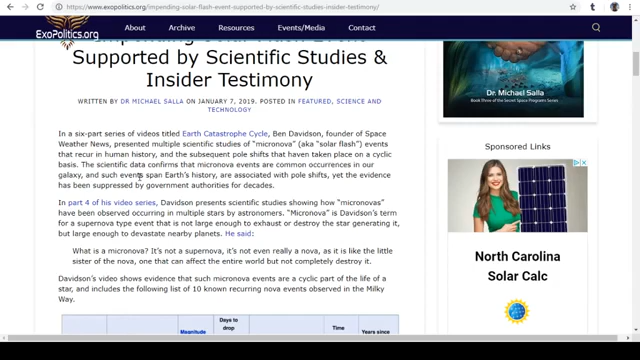 https://www.exopolitics.org/impending-solar-flash-event-supported-by-scientific-studies-insider-testimony/
ExoPolitics.org
About
Archive
Resources
Events/Media
Contact
Impending Solar Flash Event
Supported by Scientific Studies &
Insider Testimony
WRITTEN BY DR MICHAEL SALLA ON JANUARY 7, 2019. POSTED IN FEATURED, SCIENCE AND
TECHNOLOGY
In a six-part series of videos titled Earth Catastrophe Cycle, Ben Davidson, founder of Space
Weather News, presented multiple scientific studies of "micronova" (aka "solar flash") events
that recur in human history, and the subsequent pole shifts that haven taken place on a cyclic
basis. The scientific data confirms that micronova events are common occurrences in our
galaxy, and such events span Earth's history, are associated with pole shifts, yet the evidence
has been suppressed by government authorities for decades.
In part 4 of his video series, Davidson presents scientific studies showing how "micronovas"
have been observed occurring in multiple stars by astronomers. "Micronova" is Davidson's term
for a supernova type event that is not large enough to exhaust or destroy the star generating it,
but large enough to devastate nearby planets. He said:
What is a micronova? It's not a supernova, it's not even really a nova, as it is like the little
sister of the nova, one that can affect the entire world but not completely destroy it.
Davidson's video shows evidence that such micronova events are a cyclic part of the life of a
star, and includes the following list of 10 known recurring nova events observed in the Milky
Way.
Magnitude
Days to
drop
Time
Years since
Dr. Michael Salla
Book Three of the Secret Space Programs Series
Sponsored Links
North Carolina
Solar Calc